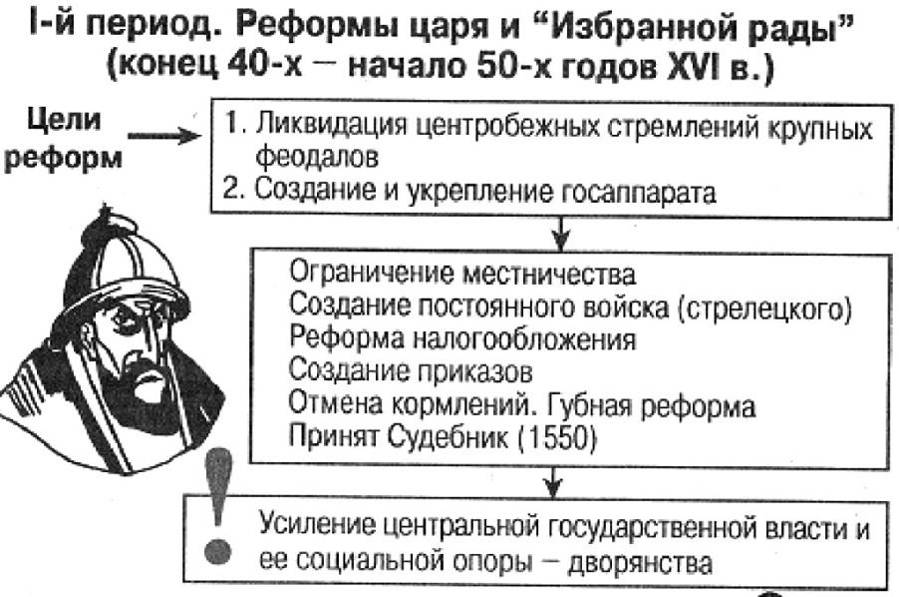 I-й период. Реформы царя и “Избранной рады”
(конец 40-х — начало 50-х годов XVI в.)
Цели
реформ
1. Ликвидация центробежных стремлений крупных
феодалов
2. Создание и укрепление госаппарата
Ограничение местничества
Создание постоянного войска (стрелецкого)
Реформа налогообложения
Создание приказов
Отмена кормлений. Губная реформа
Принят Судебник (1550)
!
Усиление центральной государственной власти и
ее социальной опоры — дворянства